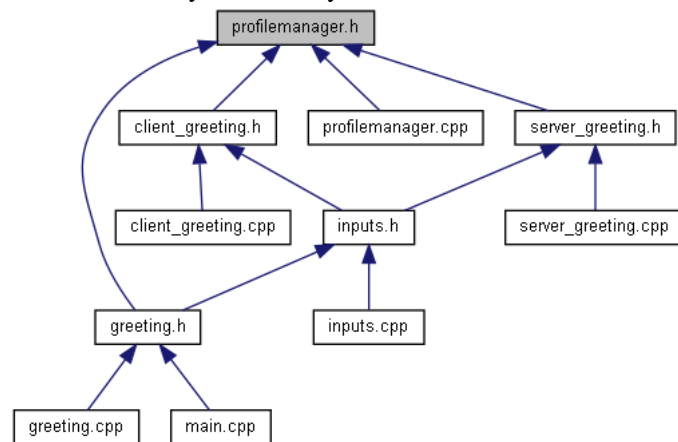 profilemanager.h
client_greeting.h
profilemanager.cpp
server_greeting.h
client_greeting.cpp
inputs.h
server_greeting.cpp
greeting.h
inputs.cpp
greeting.cpp
main.cpp